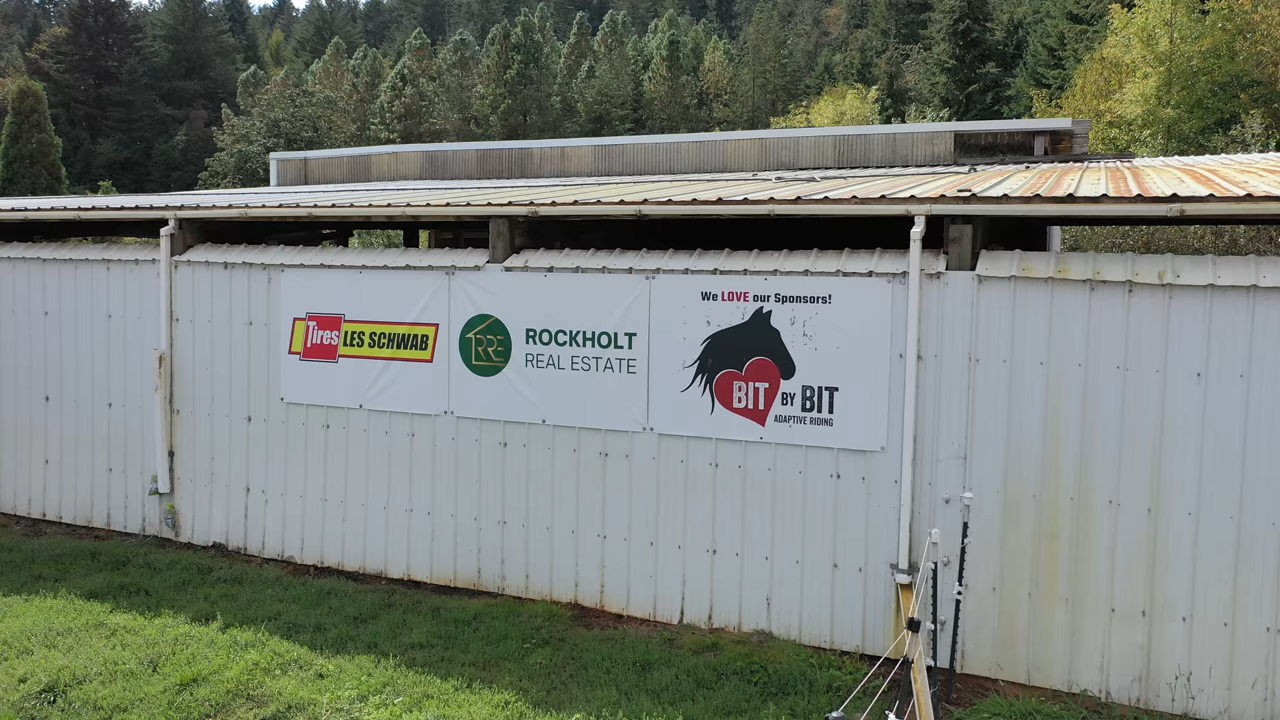 Tires LES SCHWAB
RRE
ROCKHOLT
REAL ESTATE
We LOVE our Sponsors!
BIT BY BIT
ADAPTIVE RIDING